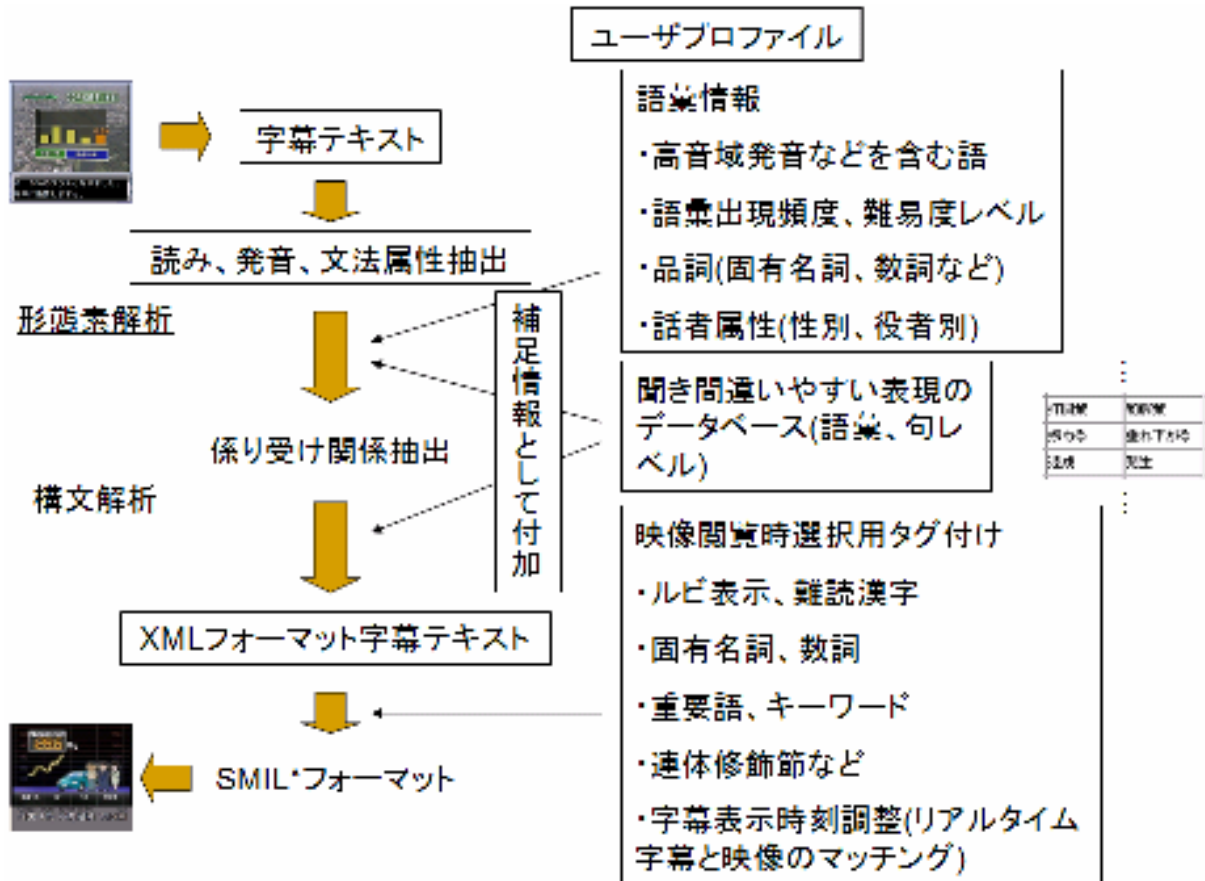 ユーザプロファイル
字幕テキスト
読み、発音、文法属性抽出
形態素解析
係り受け関係抽出
構文解析
XMLフォーマット字幕テキスト
SMIL*フォーマット
補足情報として付加
語彙情報
・高音域発音などを含む語
・語彙出現頻度、難易度レベル
・品詞(固有名詞、数詞など)
・話者属性(性別、役者別)
聞き間違いやすい表現の
データベース(語彙、句レ
ベル)
垂れ下がる
達成
発生
映像閲覧時選択用タグ付け
・ルビ表示、難読漢字
・固有名詞、数詞
・重要語、キーワード
・連体修飾節など
・字幕表示時刻調整(リアルタイム
字幕と映像のマッチング)